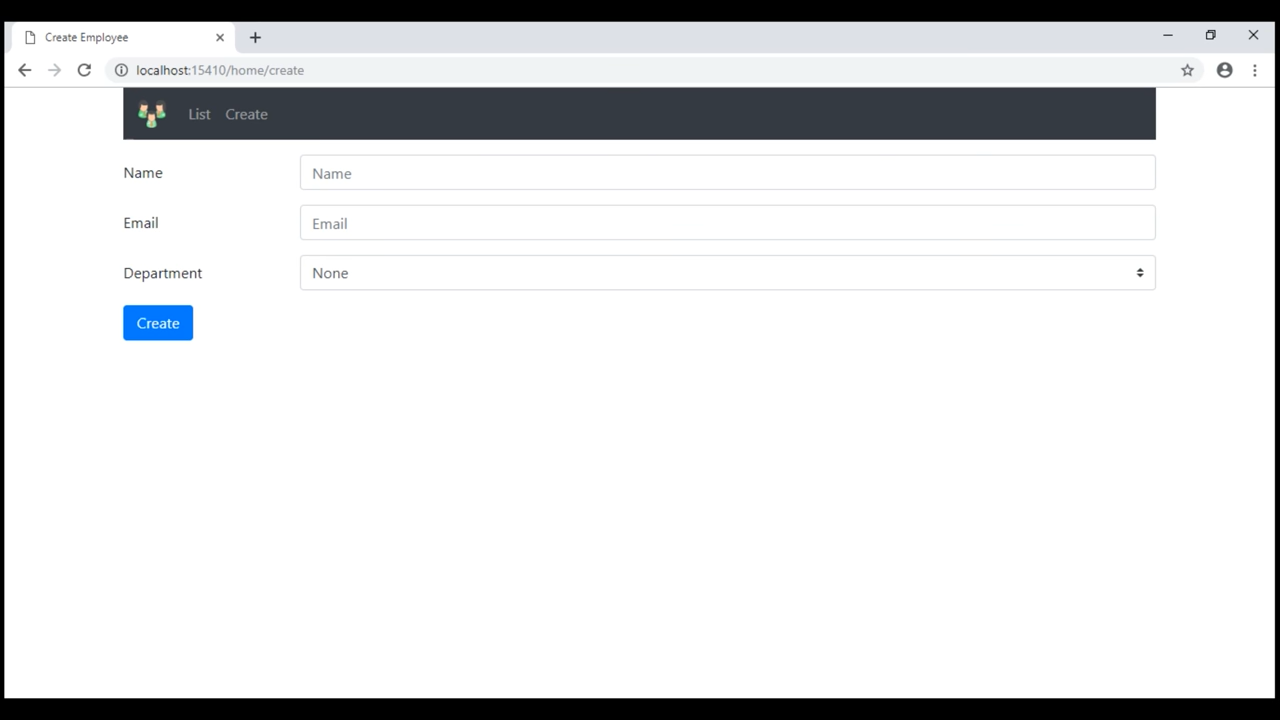 Create Employee
localhost:15410/home/create
List Create
Name Name
Email Email
Department None
Create